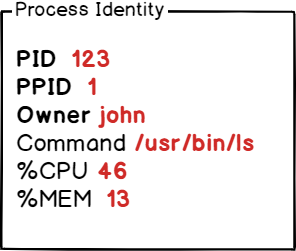 Process Identity
PID 123
PPID 1
Owner john
Command /usr/bin/ls
%CPU 46
%MEM 13